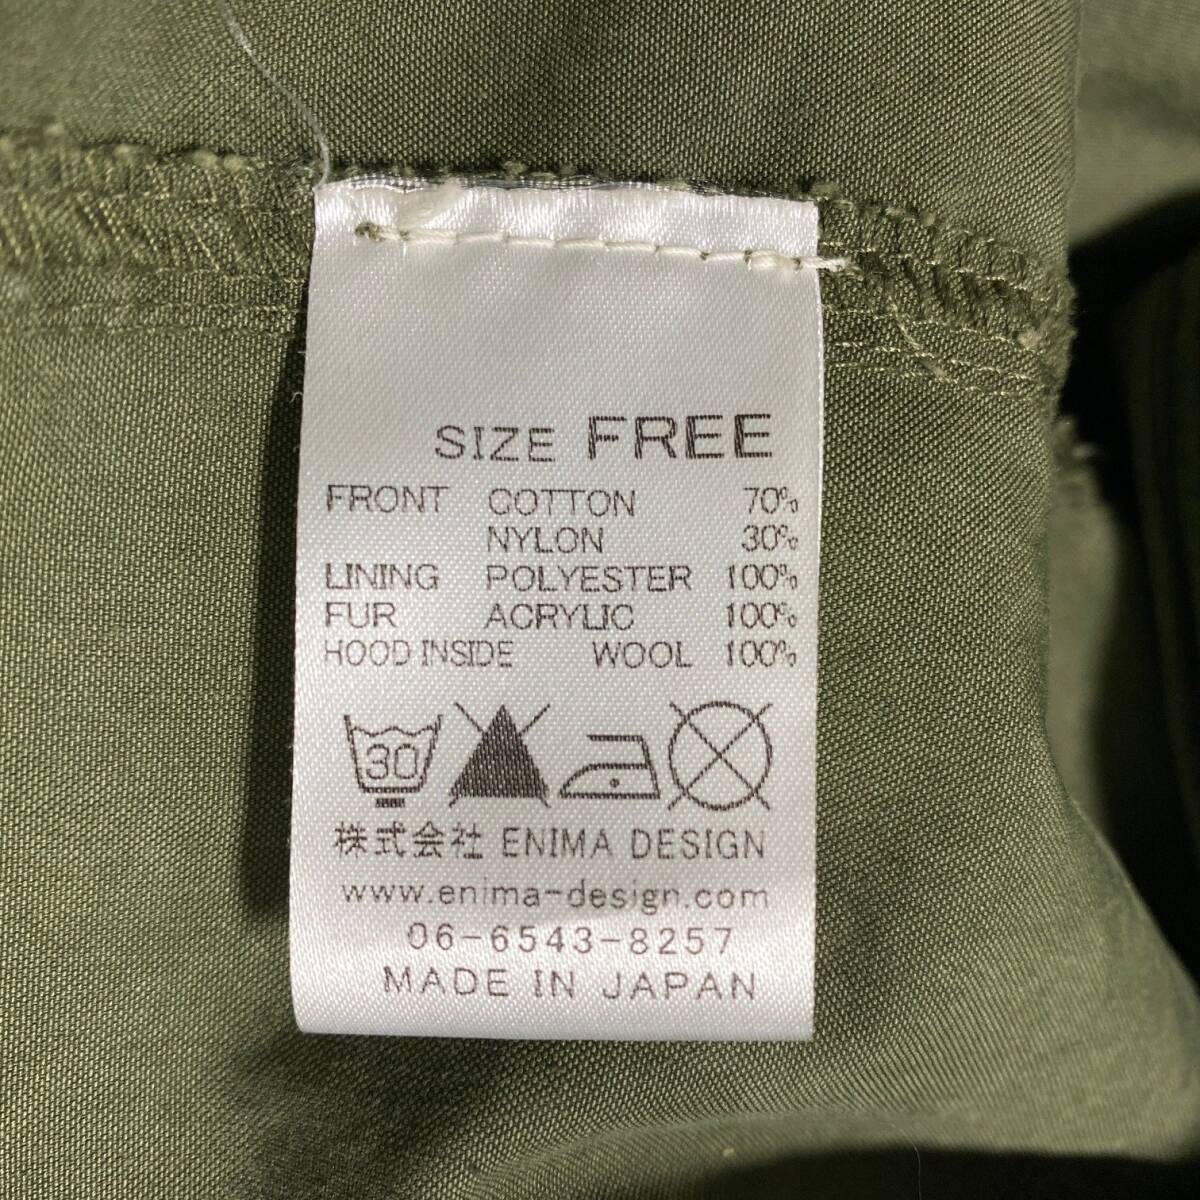 SIZE FREE
FRONT COTTON 70%
NYLON 30%
LINING POLYESTER 100%
FUR ACRYLIC 100%
HOOD INSIDE WOOL 100%
30
株式会社 ENIMA DESIGN
www.enima-design.com
06-6543-8257
MADE IN JAPAN